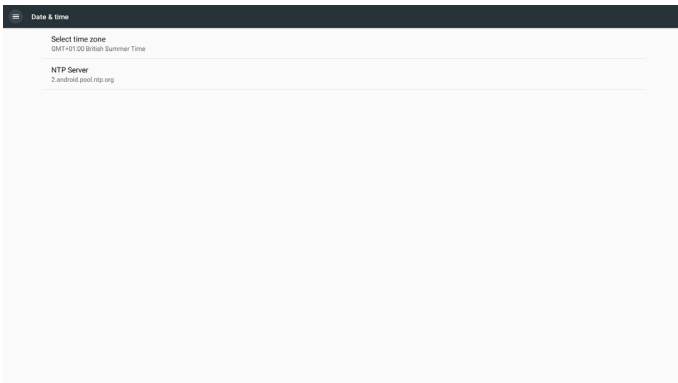 Date & time
Select time zone
GMT+01:00 British Summer Time
NTP Server
2.android.pool.ntp.org